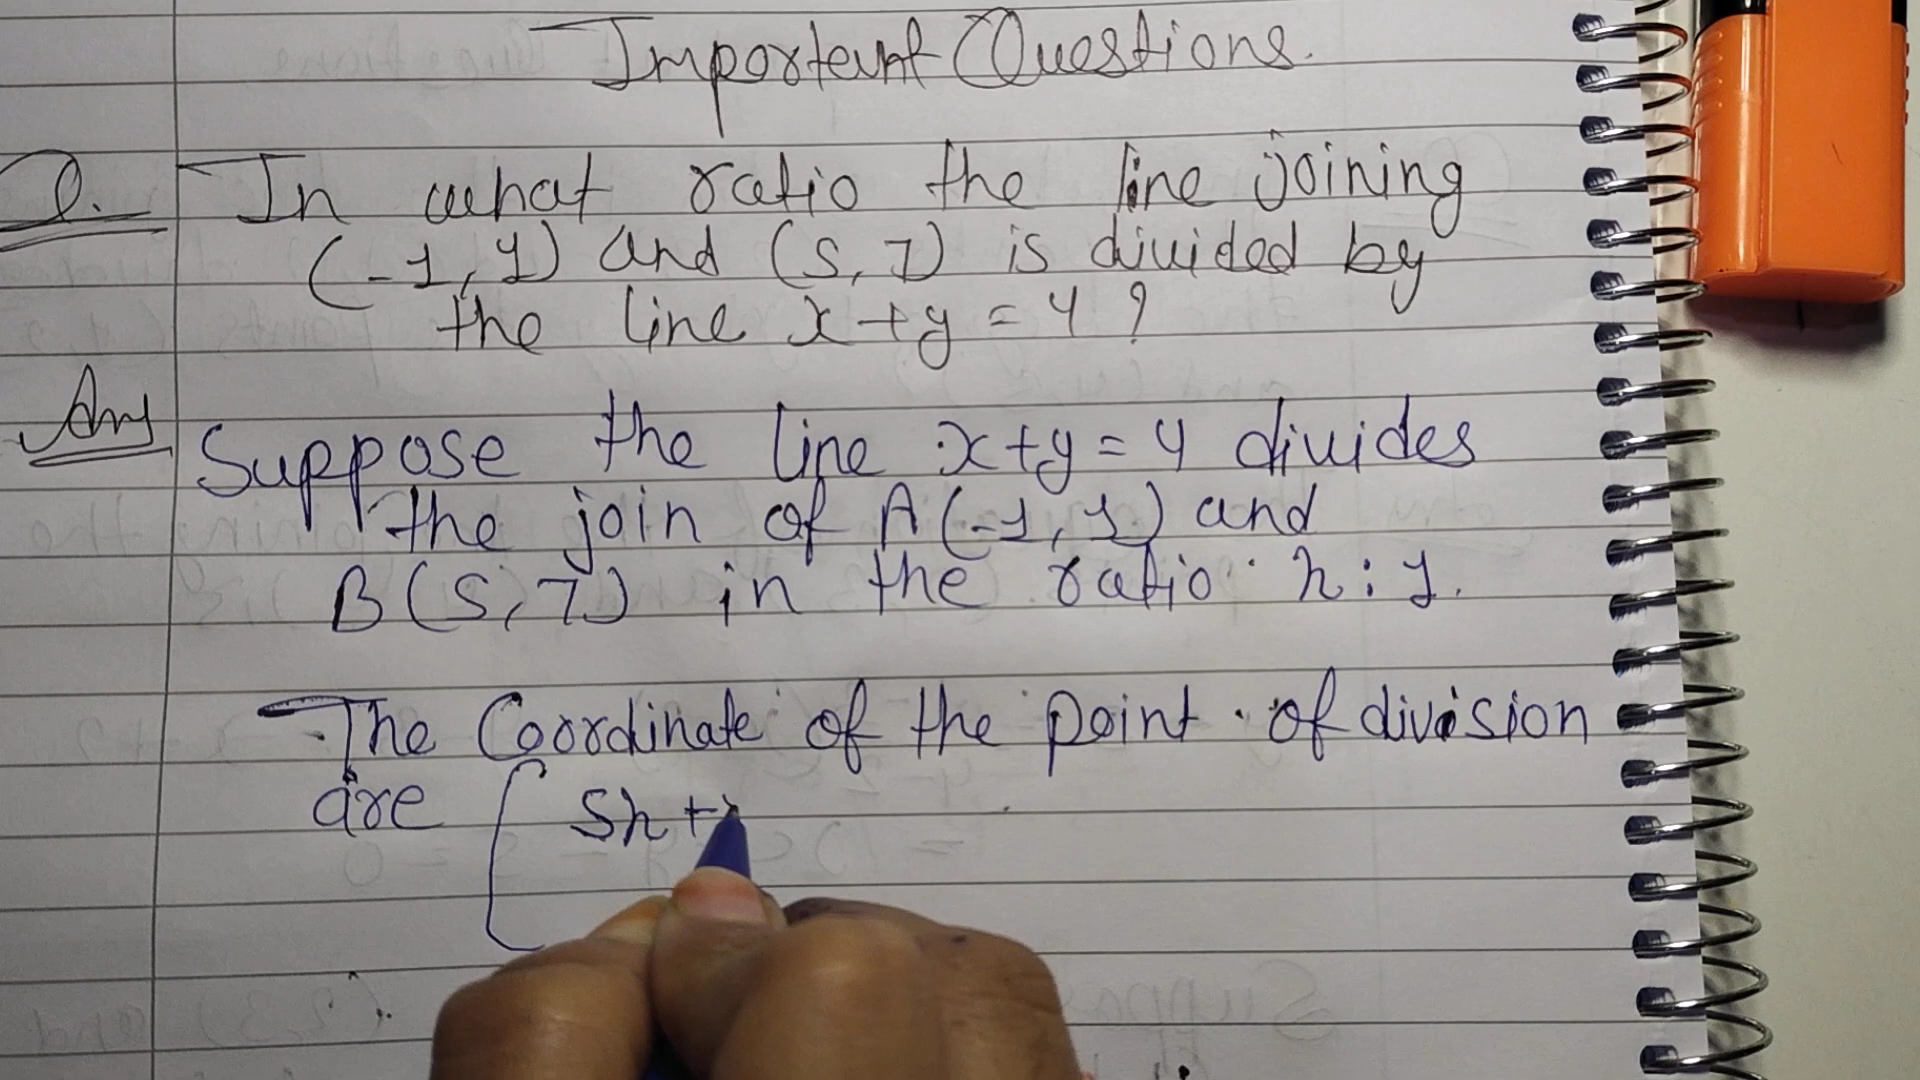 Important Questions.
Q. In what ratio the line joining
(-1, 1) and (5, 7) is divided by
the line x+y = 4 ?
Ans Suppose the line x+y = 4 divides
the join of A(-1, 1) and
B(5, 7) in the ratio k : 1.
The Coordinate of the point of division
are ( 5k +